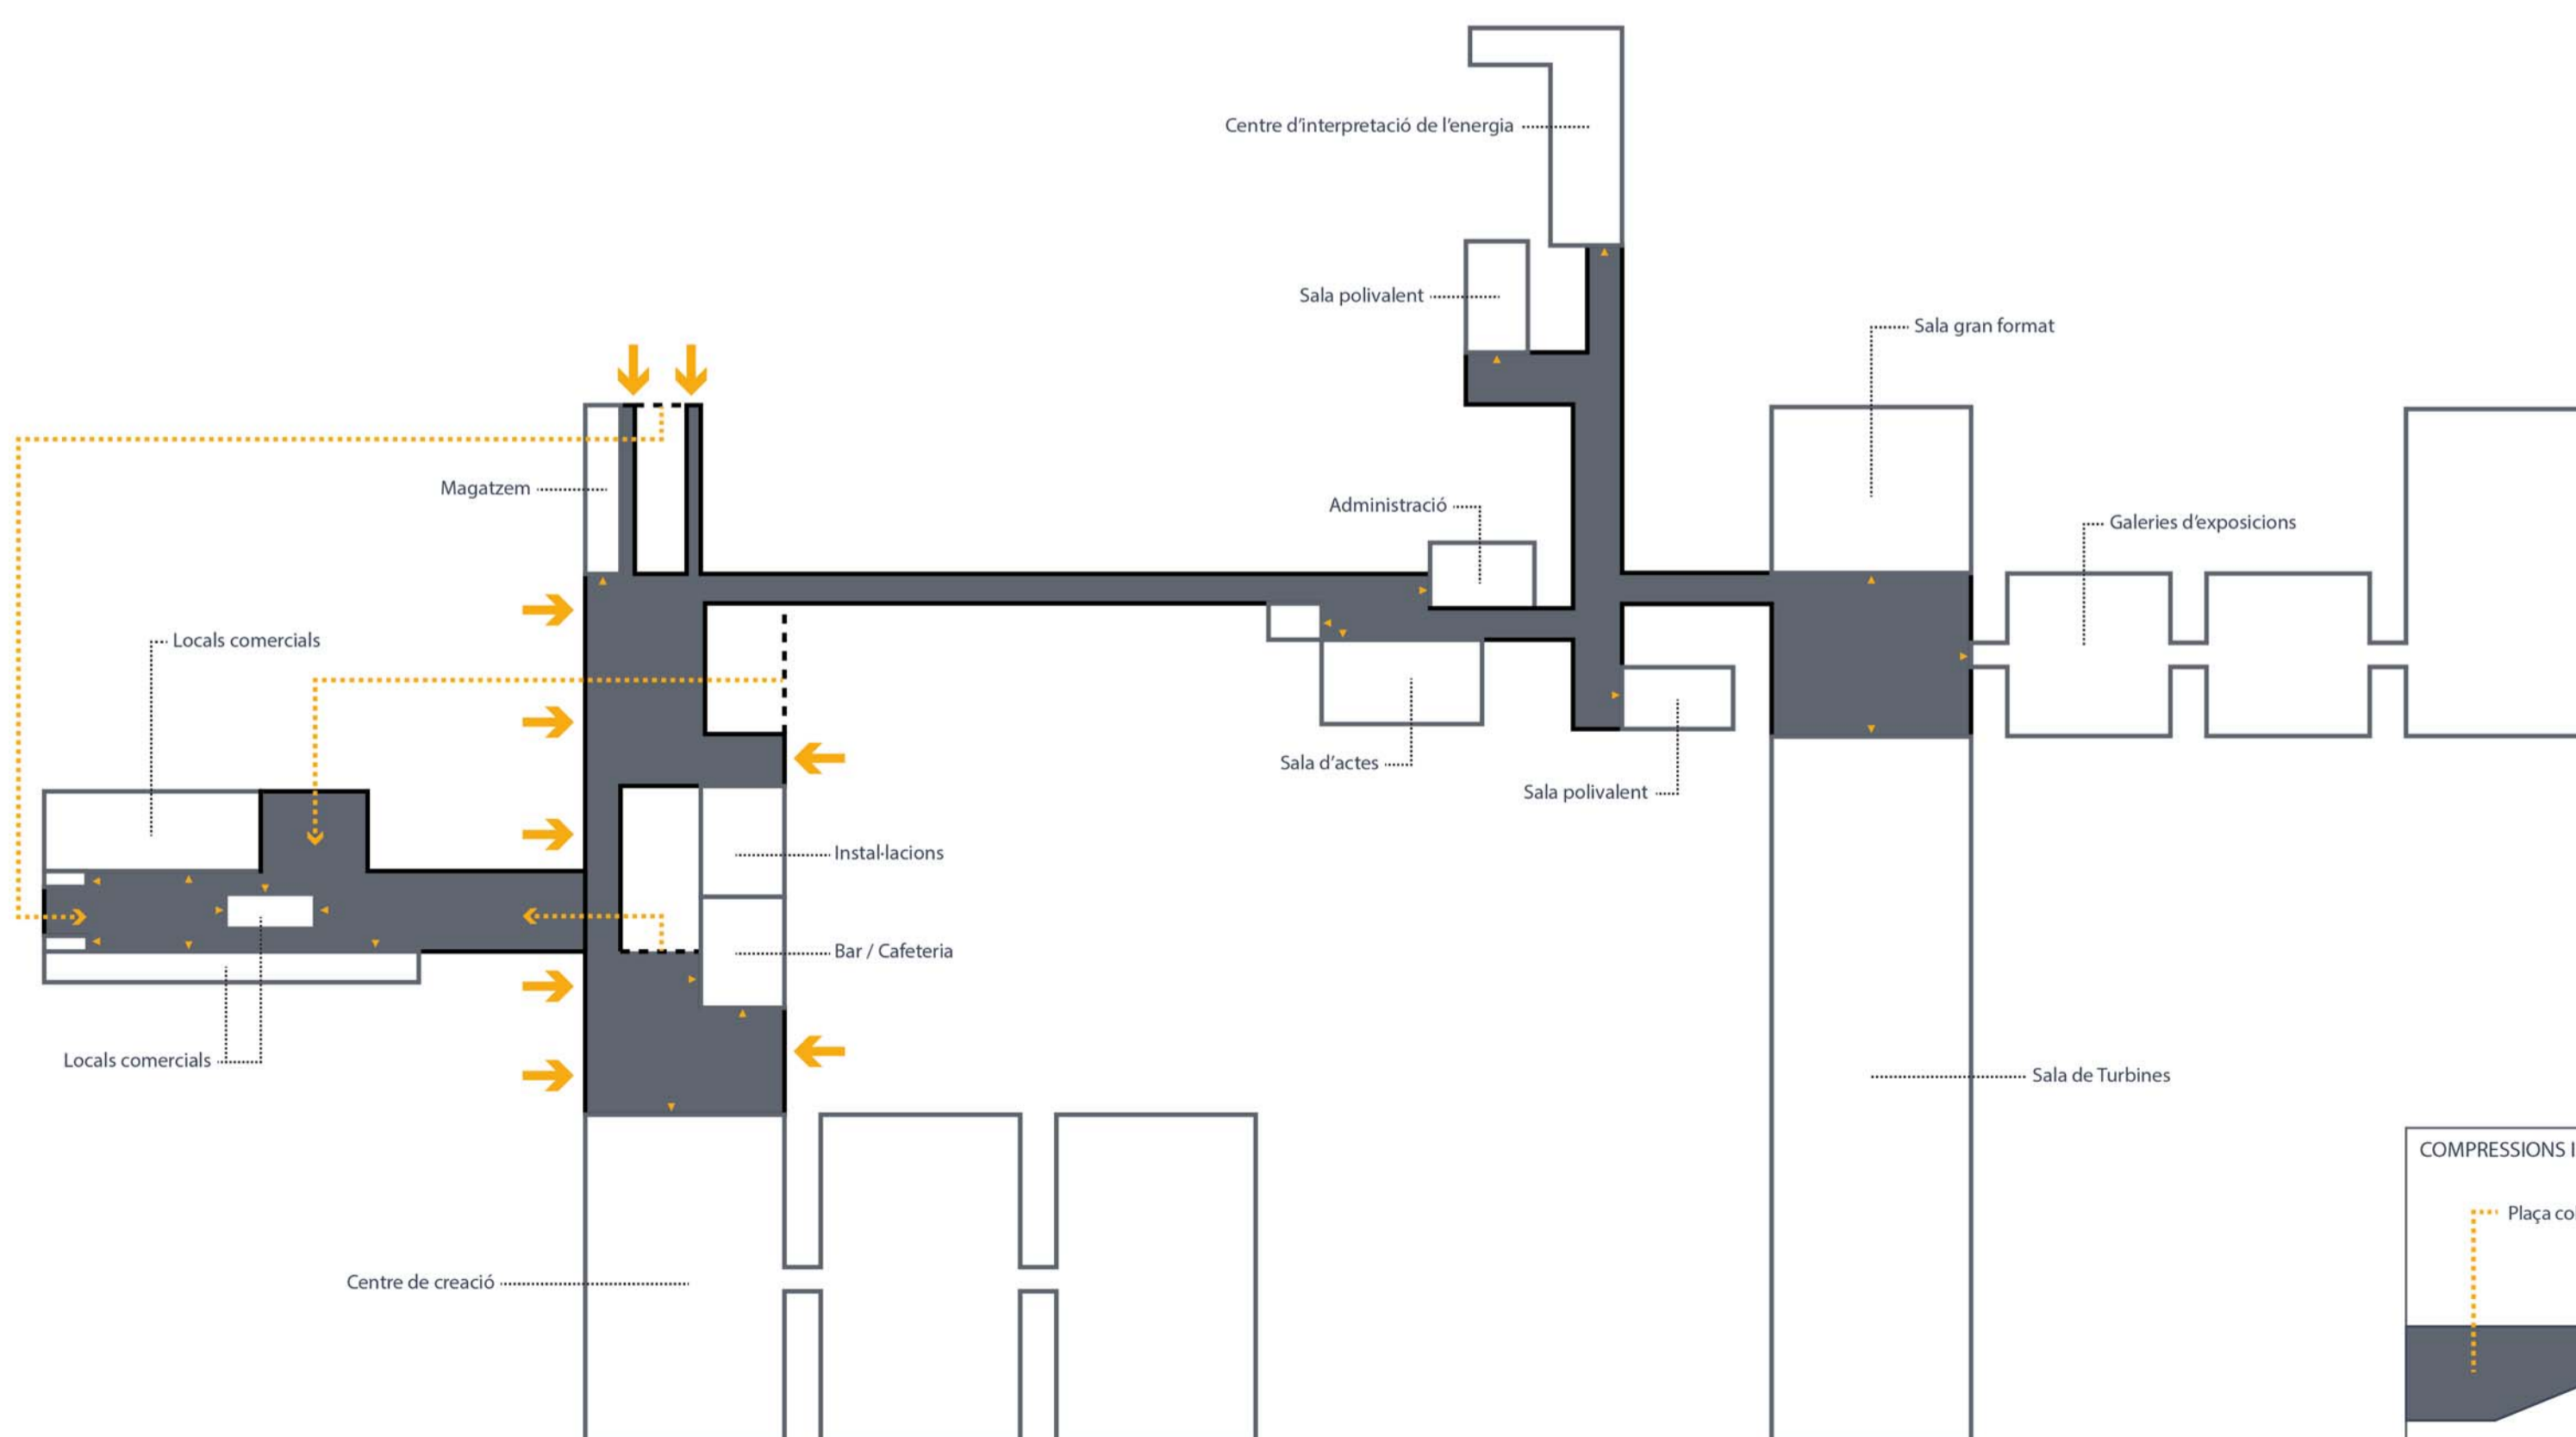 Centre d'interpretació de l'energia
Sala polivalent
Sala gran format
Magatzem
Administració
Galeries d'exposicions
Locals comercials
Sala d'actes
Sala polivalent
Instal·lacions
Bar / Cafeteria
Locals comercials
Sala de Turbines
COMPRESSIONS I
Plaça
Centre de creació